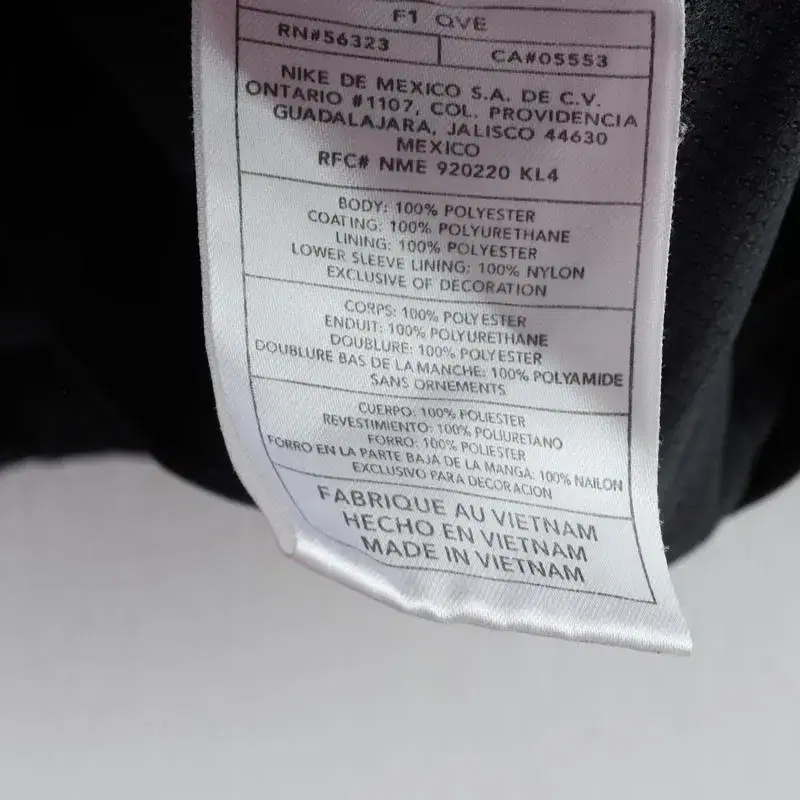 F1 QVE
RN#56323 CA#05553
NIKE DE MEXICO S.A. DE C.V.
ONTARIO #1107, COL. PROVIDENCIA
GUADALAJARA, JALISCO 44630
MEXICO
RFC# NME 920220 KL4
BODY: 100% POLYESTER
COATING: 100% POLYURETHANE
LINING: 100% POLYESTER
LOWER SLEEVE LINING: 100% NYLON
EXCLUSIVE OF DECORATION
CORPS: 100% POLYESTER
ENDUIT: 100% POLYURETHANE
DOUBLURE: 100% POLYESTER
DOUBLURE BAS DE LA MANCHE: 100% POLYAMIDE
SANS ORNEMENTS
CUERPO: 100% POLIESTER
REVESTIMIENTO: 100% POLIURETANO
FORRO: 100% POLIESTER
FORRO EN LA PARTE BAJA DE LA MANGA: 100% NAILON
EXCLUSIVO PARA DECORACION
FABRIQUE AU VIETNAM
HECHO EN VIETNAM
MADE IN VIETNAM